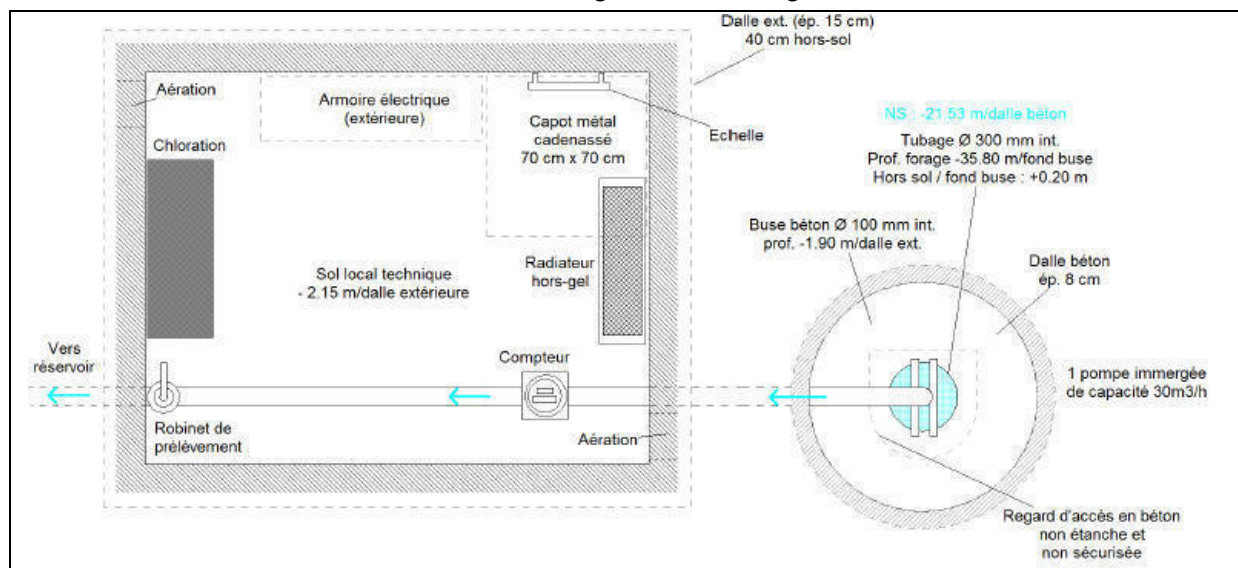 Dalle ext. (ép. 15 cm)
40 cm hors-sol
Aération
Armoire électrique
(extérieure)
Capot métal
cadenassé
70 cm x 70 cm
Echelle
NS : -21.53 m/dalle béton
Tubage Ø 300 mm int.
Prof. forage -35.80 m/fond buse
Hors sol / fond buse : +0.20 m
Chloration
Buse béton Ø 100 mm int.
prof. -1.90 m/dalle ext.
Radiateur
hors-gel
Sol local technique
- 2.15 m/dalle extérieure
Dalle béton
ép. 8 cm
Vers
réservoir
Compteur
1 pompe immergée
de capacité 30m3/h
Robinet de
prélèvement
Aération
Regard d'accès en béton
non étanche et
non sécurisée